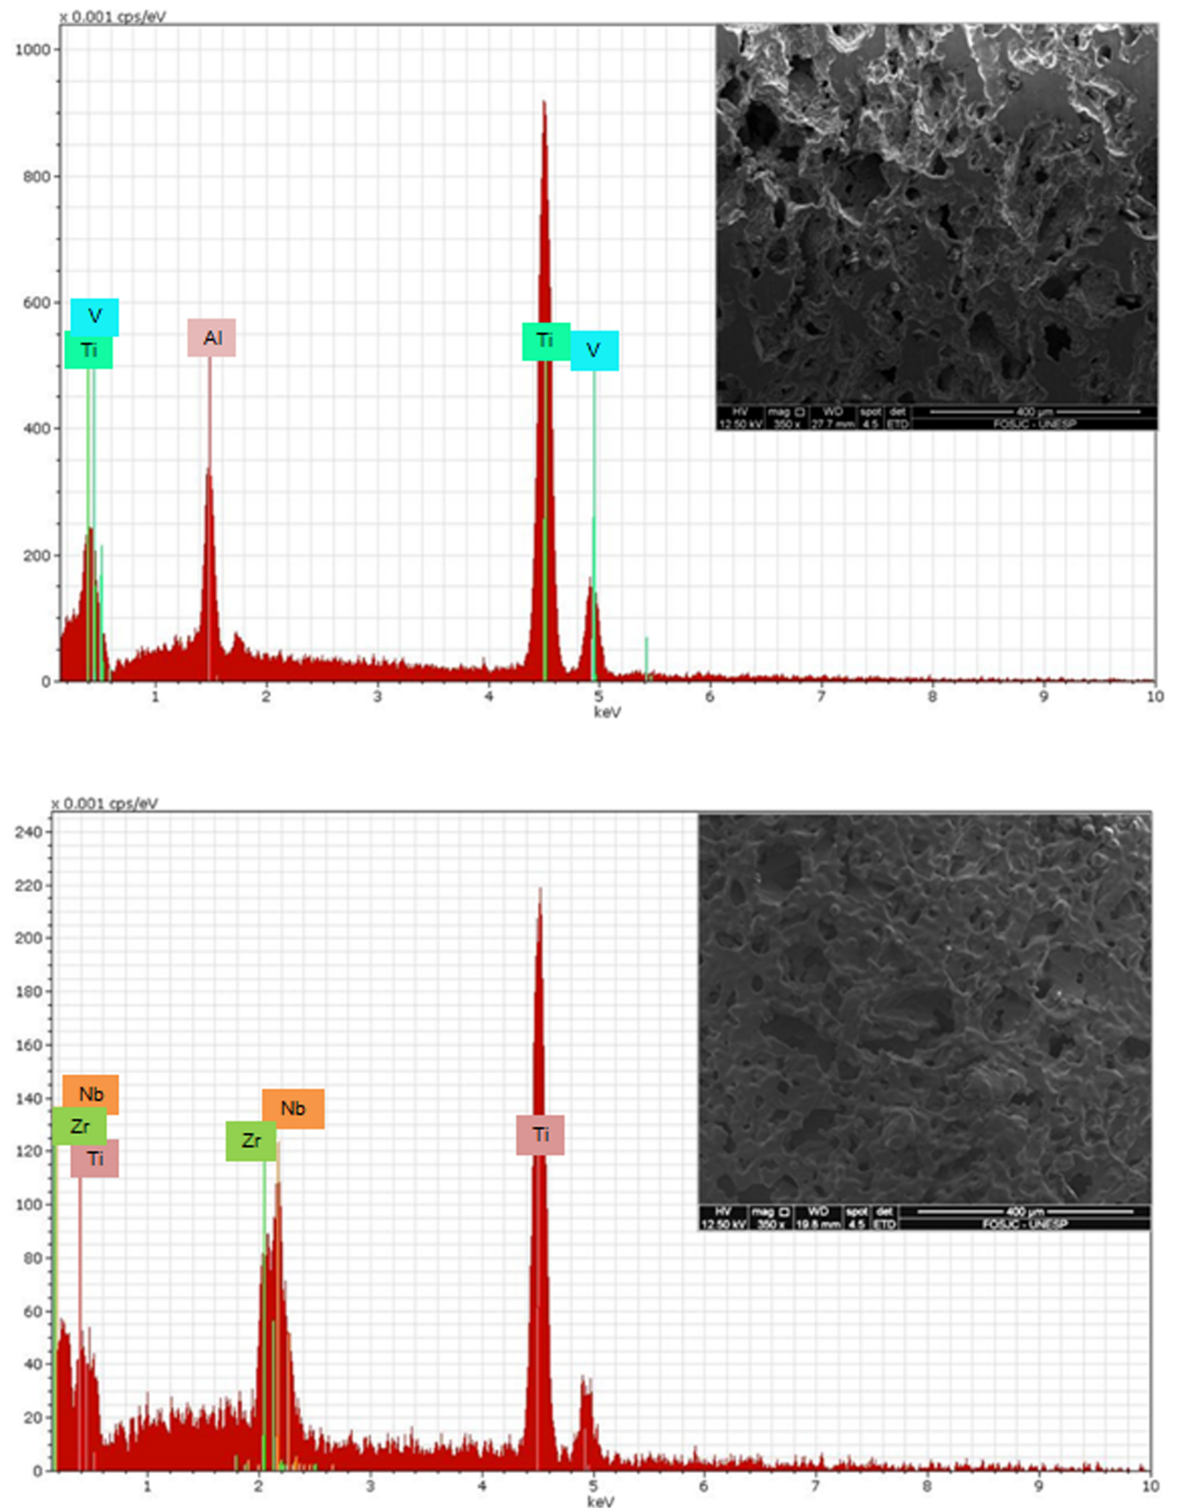 x 0.001 cps/eV
1000
800
600
400
200
0
V
Ti
Al
Ti
V
1 2 3 4 5 6 7 8 9 10
keV
HV mag WD spot det 400 µm
12.50 kV 350 x 27.7 mm 4.5 ETD FOSJC - UNESP
x 0.001 cps/eV
240
220
200
180
160
140
120
100
80
60
40
20
0
Nb
Zr
Ti
Nb
Zr
Ti
1 2 3 4 5 6 7 8 9 10
keV
HV mag WD spot det 400 µm
12.50 kV 350 x 19.8 mm 4.5 ETD FOSJC - UNESP